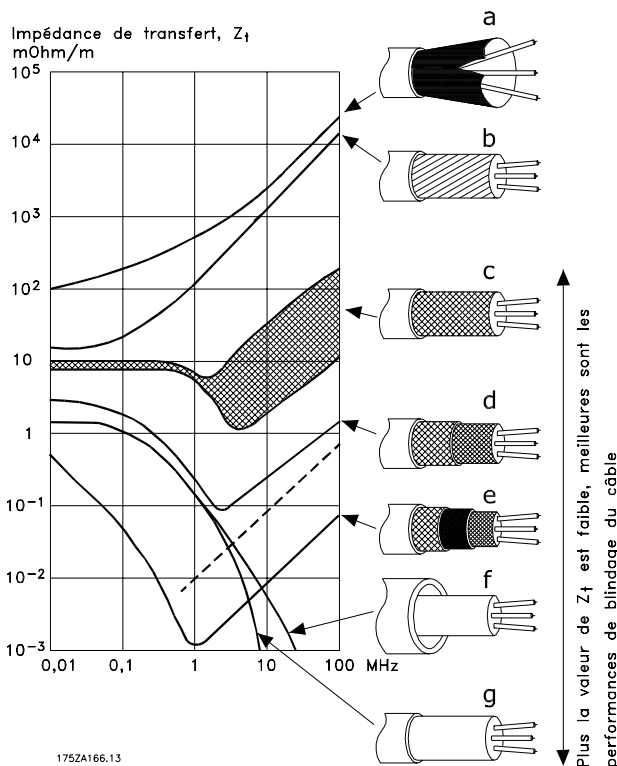 Impédance de transfert, Zt
mOhm/m
10⁵
10⁴
10³
10²
10
1
10⁻¹
10⁻²
10⁻³
0,01 0,1 1 10 100 MHz
a
b
c
d
e
f
g
Plus la valeur de Zt est faible, meilleures sont les
performances de blindage du câble
175ZA166.13